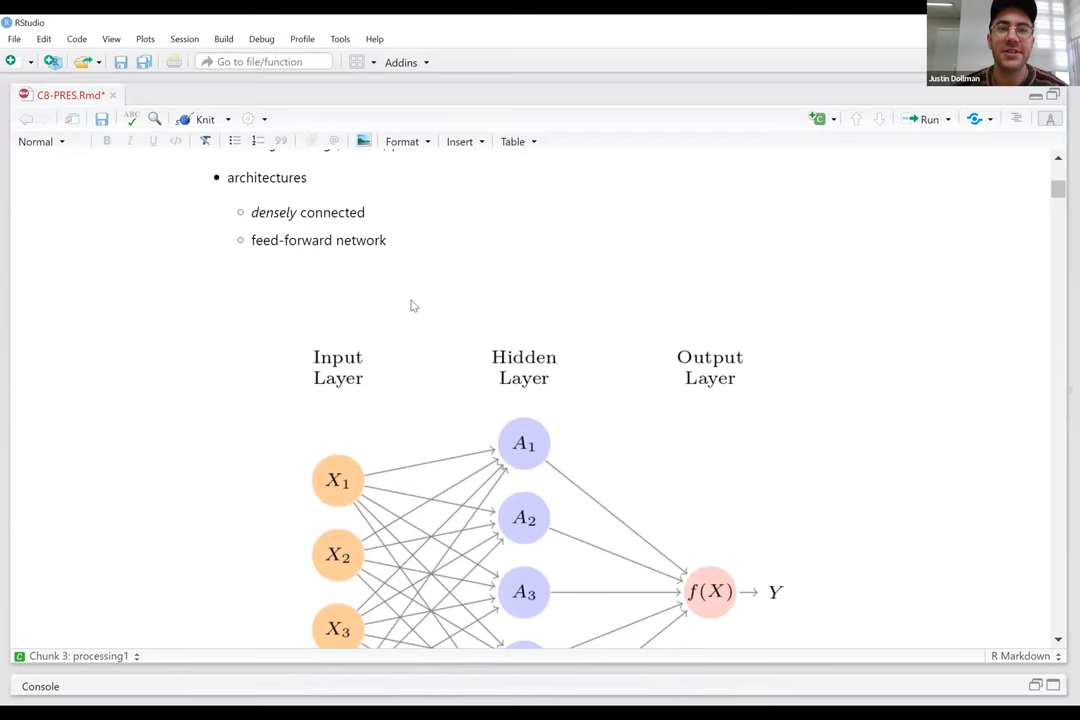 RStudio
File Edit Code View Plots Session Build Debug Profile Tools Help
Go to file/function Addins
Justin Dollman
C8-PRES.Rmd*
ABC Knit Run
Normal B I U Format Insert Table
architectures
densely connected
feed-forward network
Input Hidden Output
Layer Layer Layer
A₁
X₁
A₂
X₂
A₃ f(X) Y
X₃
Chunk 3: processing1 R Markdown
Console